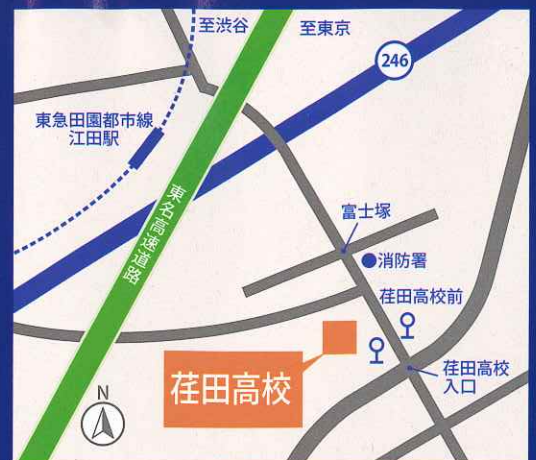 至渋谷
至東京
246
東急田園都市線
江田駅
東名高速道路
富士塚
消防署
荏田高校前
荏田高校
荏田高校
入口
N